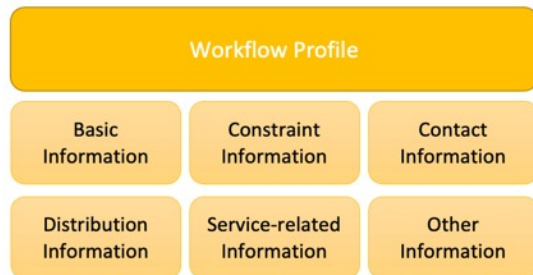 Workflow Profile
Basic
Information
Constraint
Information
Contact
Information
Distribution
Information
Service-related
Information
Other
Information